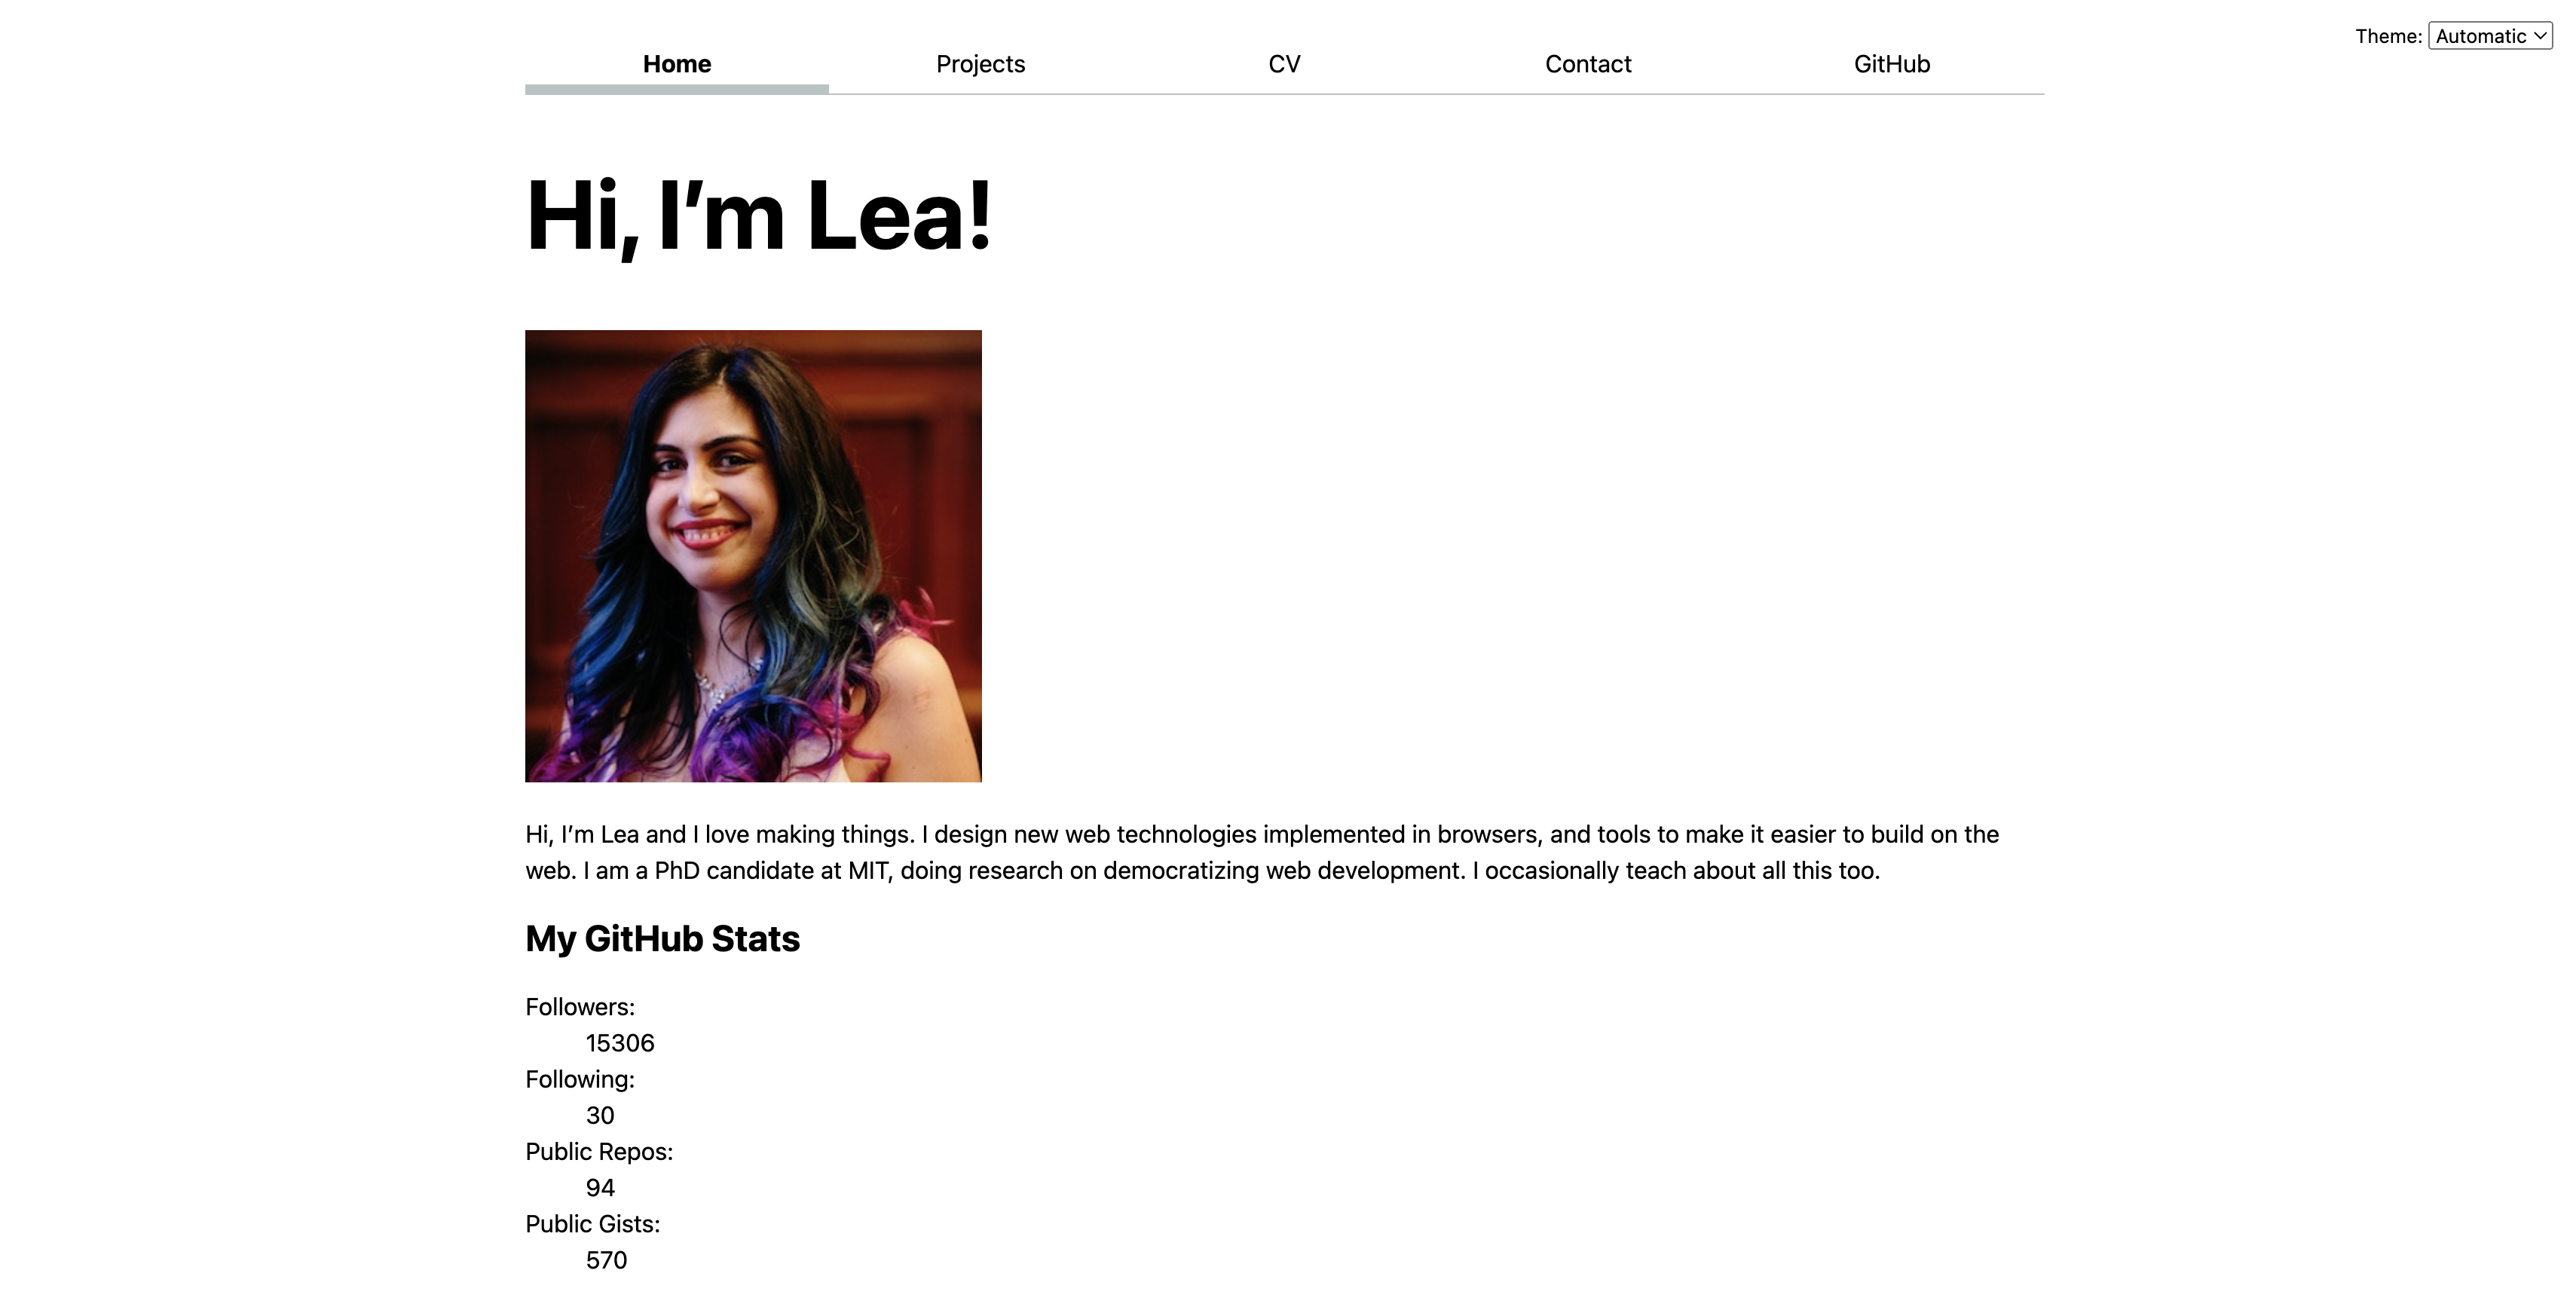 Theme: Automatic
Home Projects CV Contact GitHub
Hi, I’m Lea!
Hi, I’m Lea and I love making things. I design new web technologies implemented in browsers, and tools to make it easier to build on the
web. I am a PhD candidate at MIT, doing research on democratizing web development. I occasionally teach about all this too.
My GitHub Stats
Followers:
15306
Following:
30
Public Repos:
94
Public Gists:
570